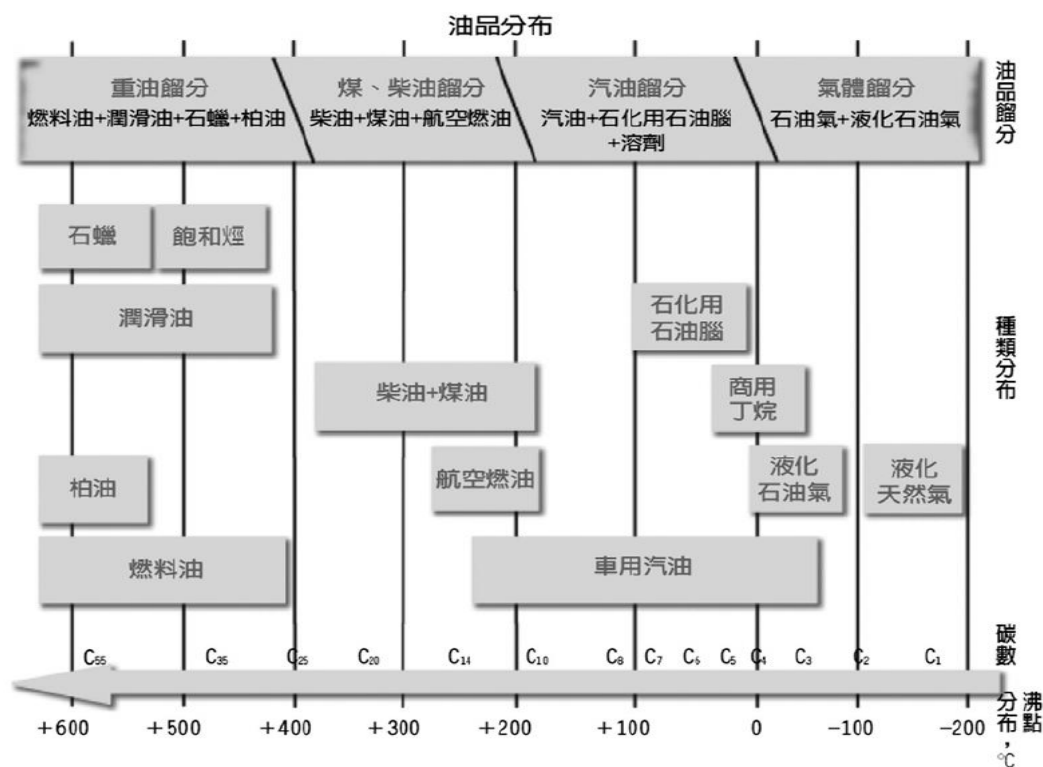 油品分布
重油餾分
燃料油+潤滑油+石蠟+柏油
煤、柴油餾分
柴油+煤油+航空燃油
汽油餾分
汽油+石化用石油腦
+溶劑
氣體餾分
石油氣+液化石油氣
油品餾分
石蠟
飽和烴
潤滑油
石化用
石油腦
柴油+煤油
商用
丁烷
柏油
航空燃油
液化
石油氣
液化
天然氣
燃料油
車用汽油
種類分布
C₅₅ C₃₅ C₂₅ C₂₀ C₁₄ C₁₀ C₈ C₇ C₆ C₅ C₄ C₃ C₂ C₁
碳數分布，
沸點
°C
+600 +500 +400 +300 +200 +100 0 -100 -200